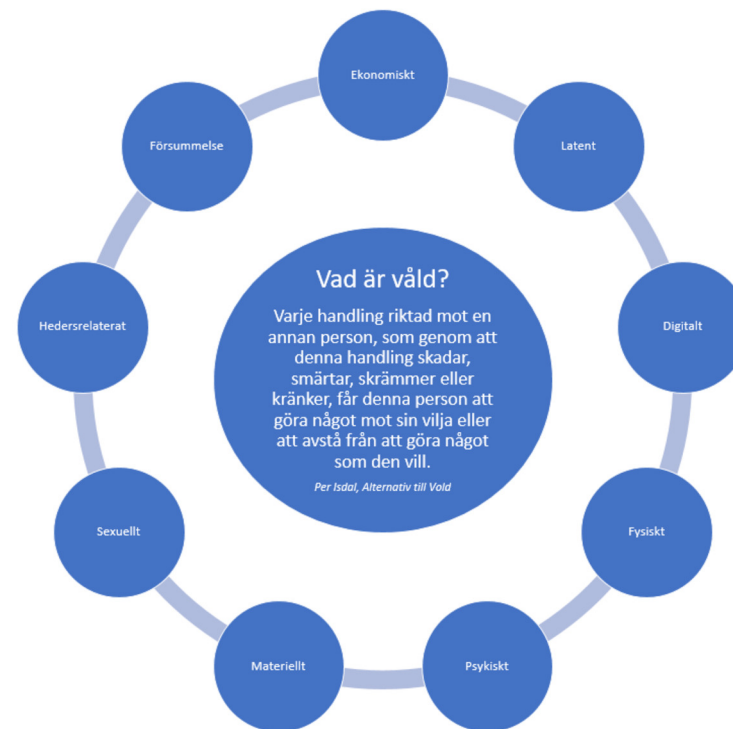 Ekonomiskt
Latent
Digitalt
Fysiskt
Psykiskt
Materiellt
Sexuellt
Hedersrelaterat
Försummelse
Vad är våld?
Varje handling riktad mot en
annan person, som genom att
denna handling skadar,
smärtar, skrämmer eller
kränker, får denna person att
göra något mot sin vilja eller
att avstå från att göra något
som den vill.
Per Isdal, Alternativ till Vold